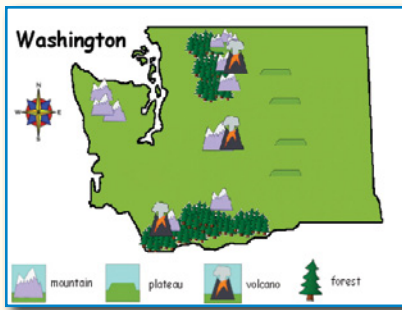 Washington
N
W
E
S
mountain
plateau
volcano
forest